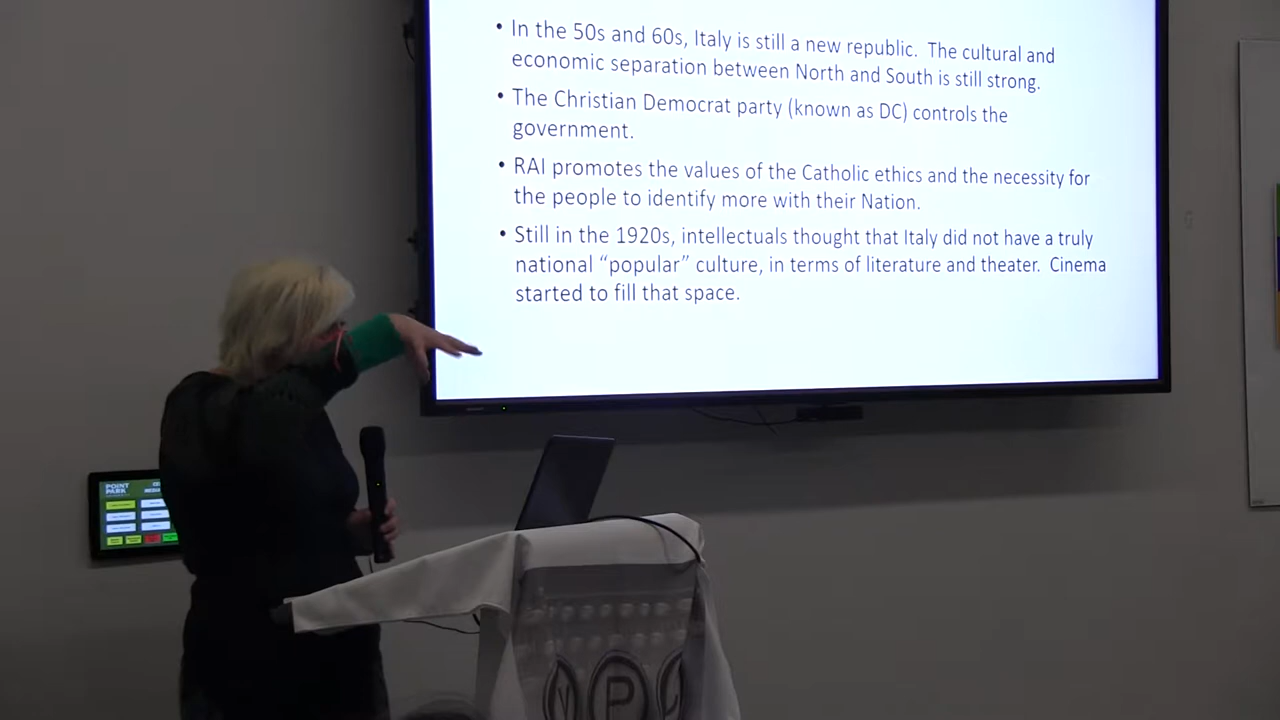 • In the 50s and 60s, Italy is still a new republic. The cultural and
economic separation between North and South is still strong.
• The Christian Democrat party (known as DC) controls the
government.
• RAI promotes the values of the Catholic ethics and the necessity for
the people to identify more with their Nation.
• Still in the 1920s, intellectuals thought that Italy did not have a truly
national “popular” culture, in terms of literature and theater. Cinema
started to fill that space.
POINT
PARK
P